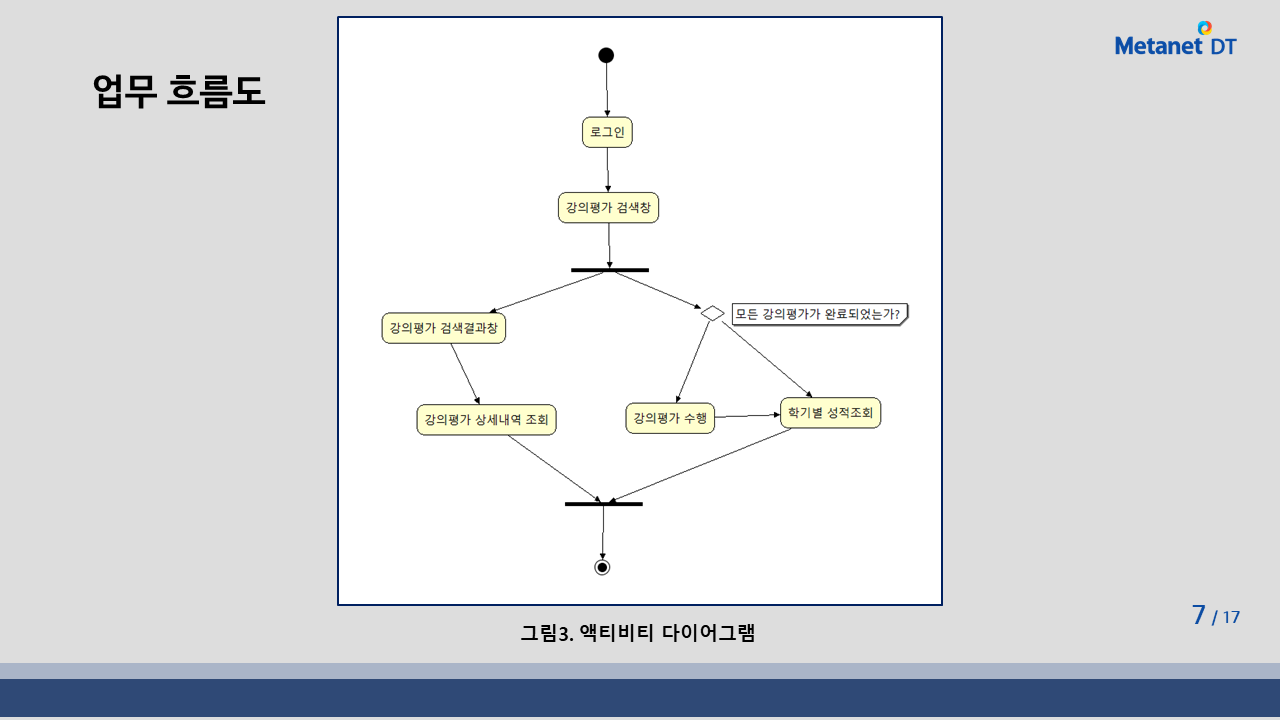 업무 흐름도
Metanet DT
로그인
강의평가 검색창
모든 강의평가가 완료되었는가?
강의평가 검색결과창
강의평가 상세내역 조회
강의평가 수행
학기별 성적조회
그림3. 액티비티 다이어그램
7 / 17